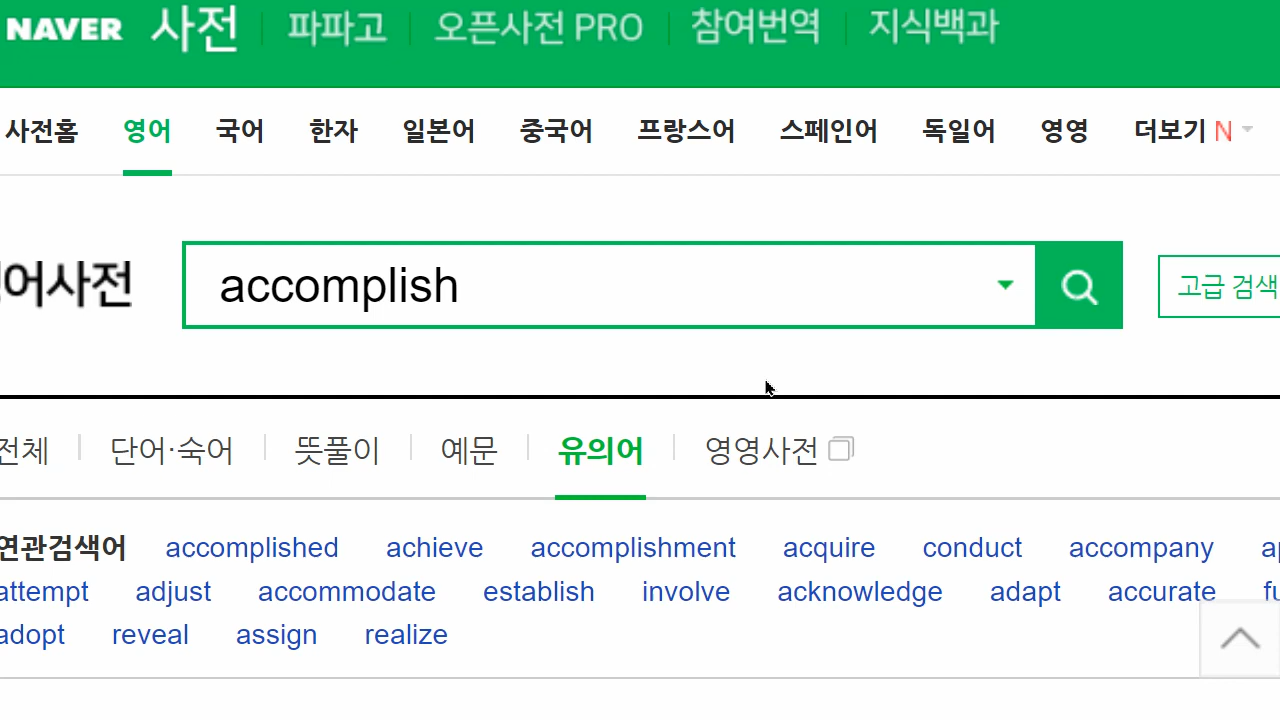 NAVER 사전 파파고 오픈사전 PRO 참여번역 지식백과
사전홈 영어 국어 한자 일본어 중국어 프랑스어 스페인어 독일어 영영 더보기 N
어사전 accomplish 고급 검색
전체 단어·숙어 뜻풀이 예문 유의어 영영사전
연관검색어 accomplished achieve accomplishment acquire conduct accompany
attempt adjust accommodate establish involve acknowledge adapt accurate
adopt reveal assign realize